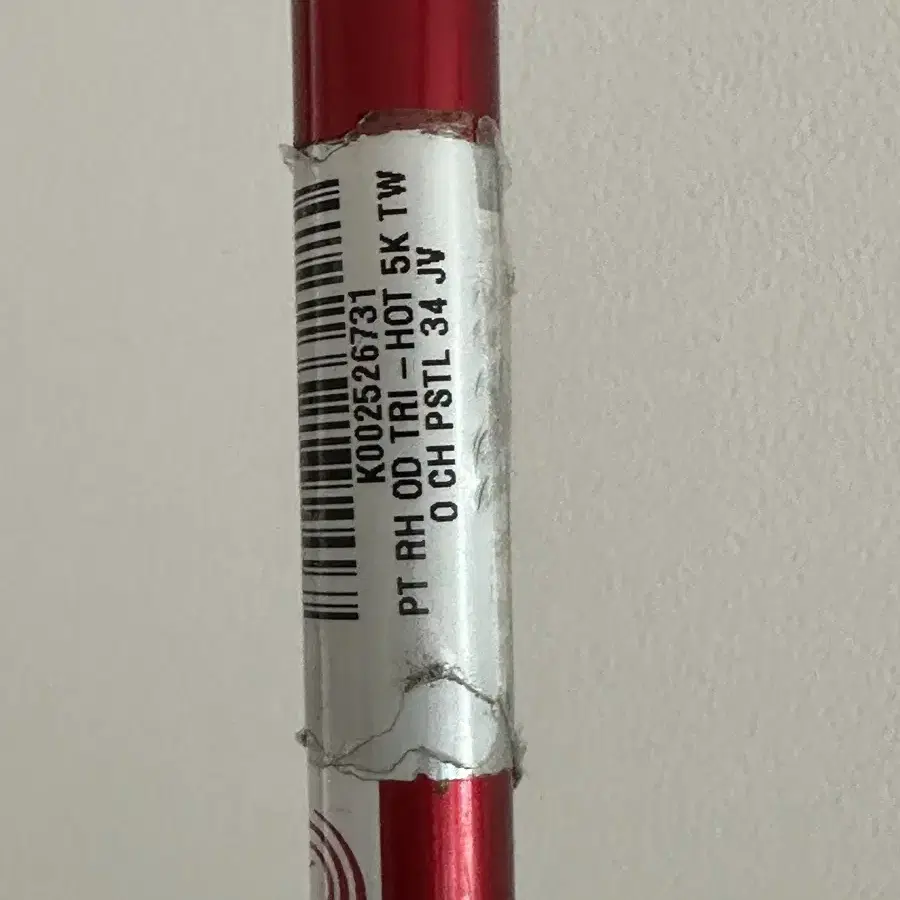 K002526731
PT RH OD TRI-HOT 5K TW
O CH PSTL 34 JV